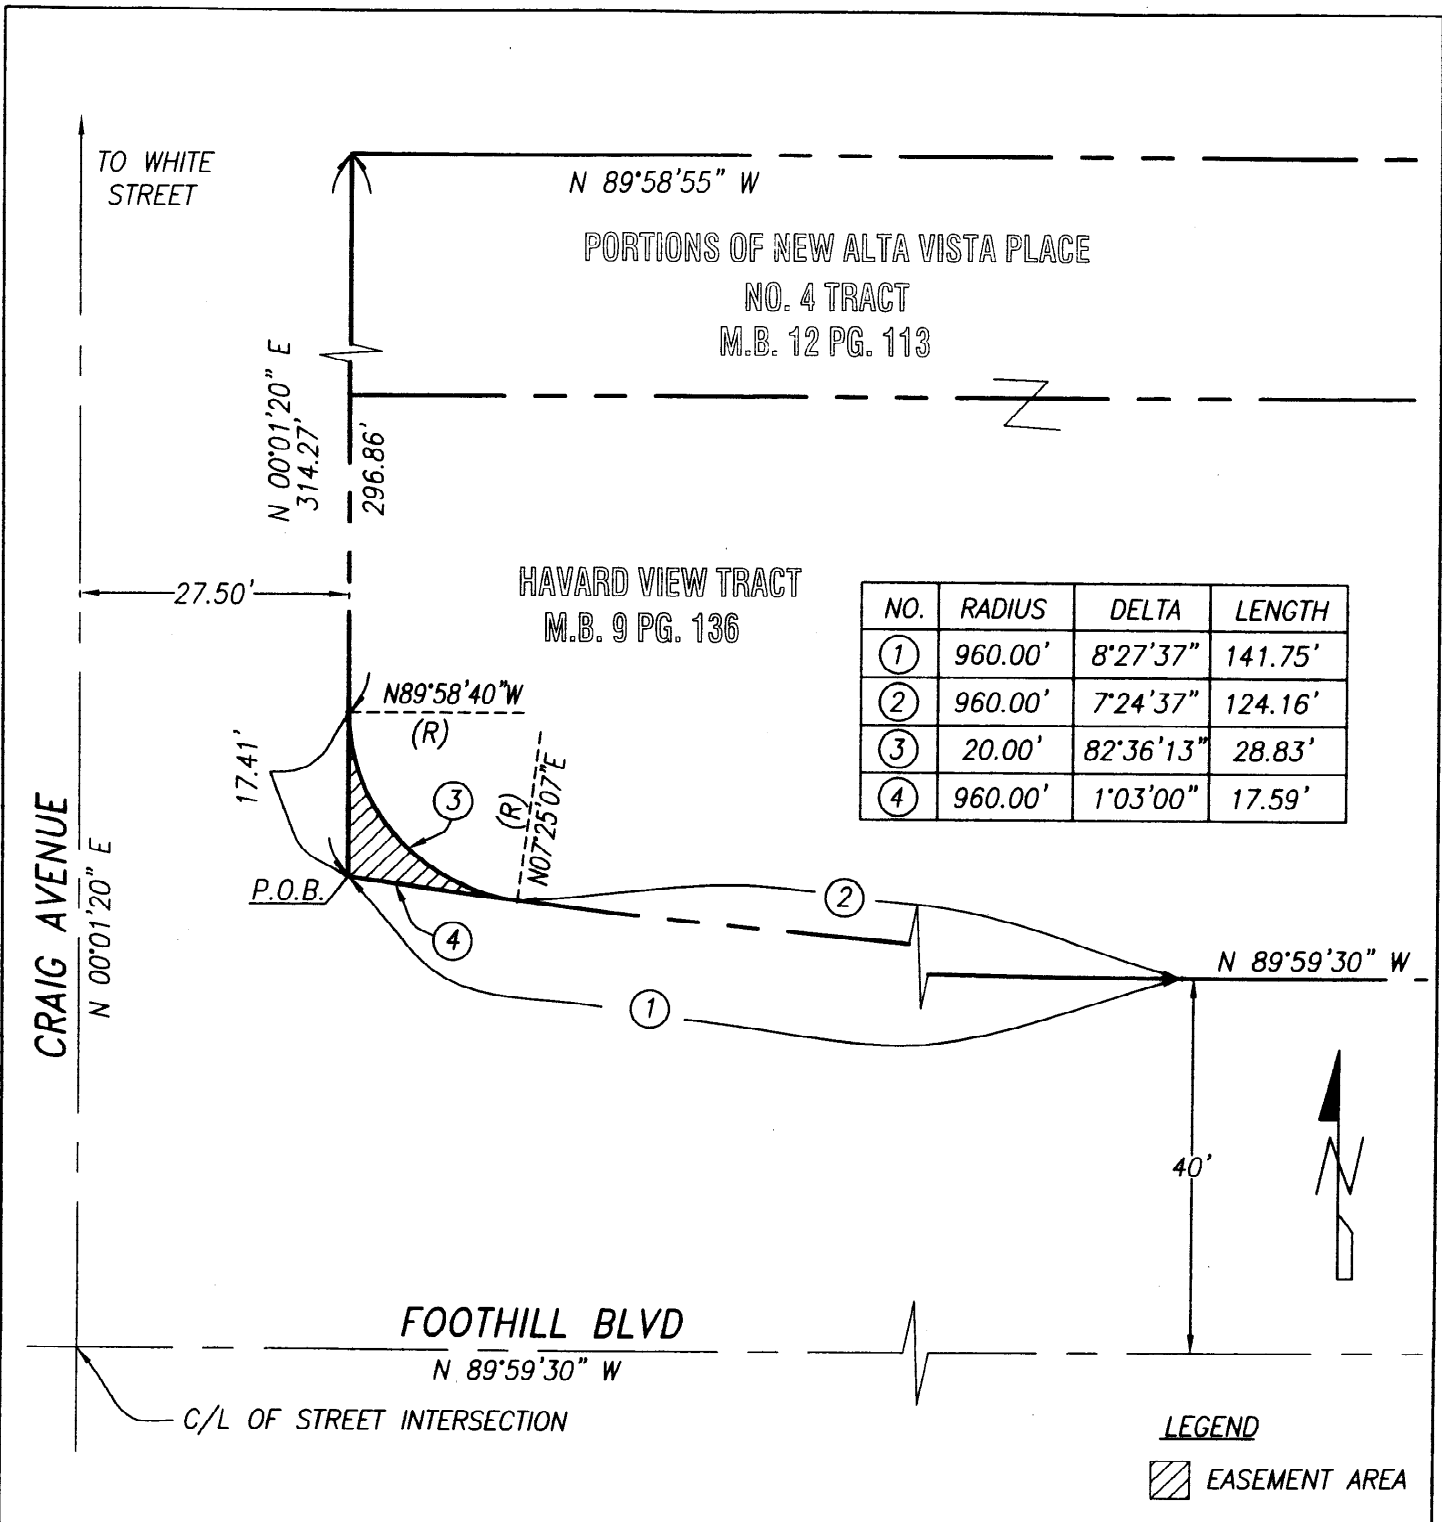 TO WHITE
STREET
N 89°58'55" W
PORTIONS OF NEW ALTA VISTA PLACE
NO. 4 TRACT
M.B. 12 PG. 113
N 00°01'20" E
314.27'
296.86'
27.50'
HAVARD VIEW TRACT
M.B. 9 PG. 136
NO. RADIUS DELTA LENGTH
1 960.00' 8°27'37" 141.75'
2 960.00' 7°24'37" 124.16'
3 20.00' 82°36'13" 28.83'
4 960.00' 1°03'00" 17.59'
N89°58'40"W
(R)
17.41'
3
(R)
N07°25'07"E
CRAIG AVENUE
N 00°01'20" E
P.O.B.
2
4
N 89°59'30" W
1
40'
N
FOOTHILL BLVD
N 89°59'30" W
C/L OF STREET INTERSECTION
LEGEND
EASEMENT AREA